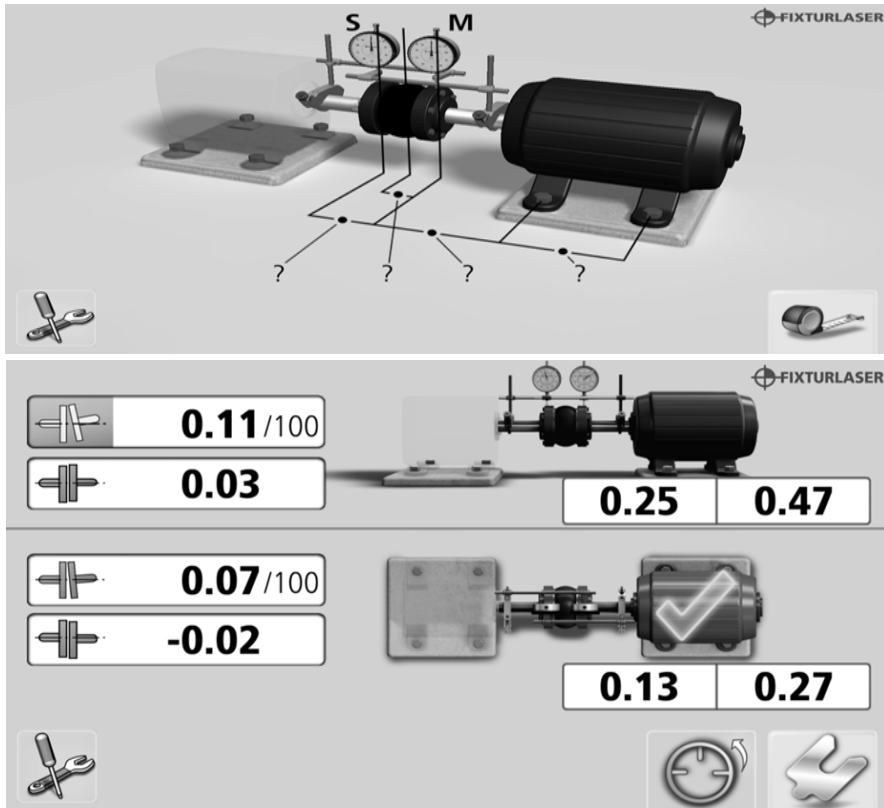 S M
FIXTURLASER
? ? ? ?
FIXTURLASER
0.11/100
0.03
0.25 0.47
0.07/100
-0.02
0.13 0.27